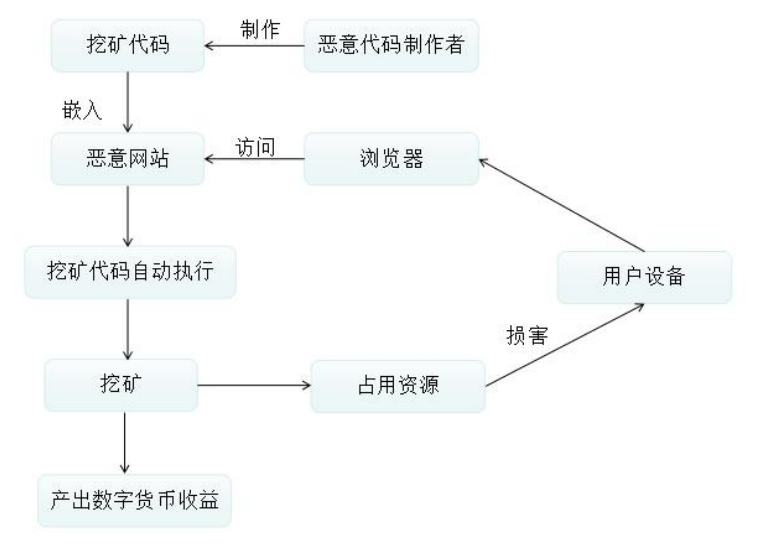 挖矿代码
制作
恶意代码制作者
嵌入
恶意网站
访问
浏览器
挖矿代码自动执行
用户设备
损害
挖矿
占用资源
产出数字货币收益